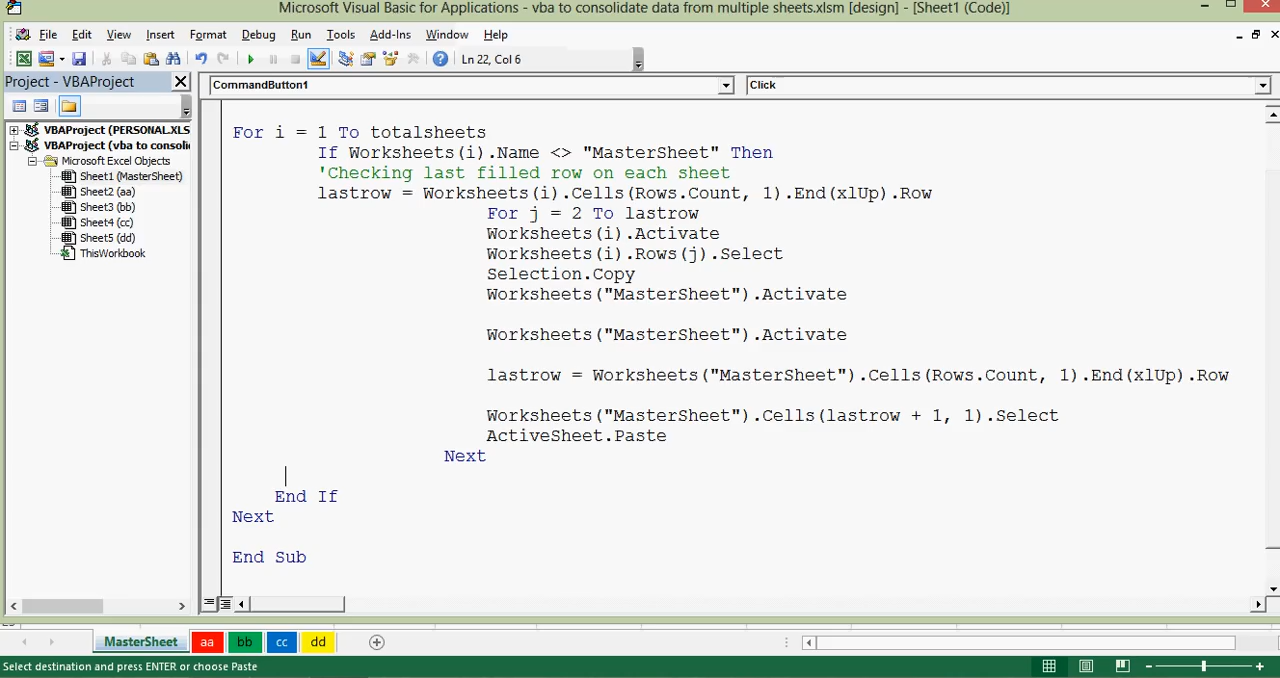 Microsoft Visual Basic for Applications - vba to consolidate data from multiple sheets.xlsm [design] - [Sheet1 (Code)]
File Edit View Insert Format Debug Run Tools Add-Ins Window Help
Ln 22, Col 6
Project - VBAProject
CommandButton1
Click
VBAProject (PERSONAL.XLS
VBAProject (vba to consoli
Microsoft Excel Objects
Sheet1 (MasterSheet)
Sheet2 (aa)
Sheet3 (bb)
Sheet4 (cc)
Sheet5 (dd)
ThisWorkbook
For i = 1 To totalsheets
If Worksheets(i).Name <> "MasterSheet" Then
'Checking last filled row on each sheet
lastrow = Worksheets(i).Cells(Rows.Count, 1).End(xlUp).Row
For j = 2 To lastrow
Worksheets(i).Activate
Worksheets(i).Rows(j).Select
Selection.Copy
Worksheets("MasterSheet").Activate
Worksheets("MasterSheet").Activate
lastrow = Worksheets("MasterSheet").Cells(Rows.Count, 1).End(xlUp).Row
Worksheets("MasterSheet").Cells(lastrow + 1, 1).Select
ActiveSheet.Paste
Next
End If
Next
End Sub
MasterSheet aa bb cc dd
Select destination and press ENTER or choose Paste